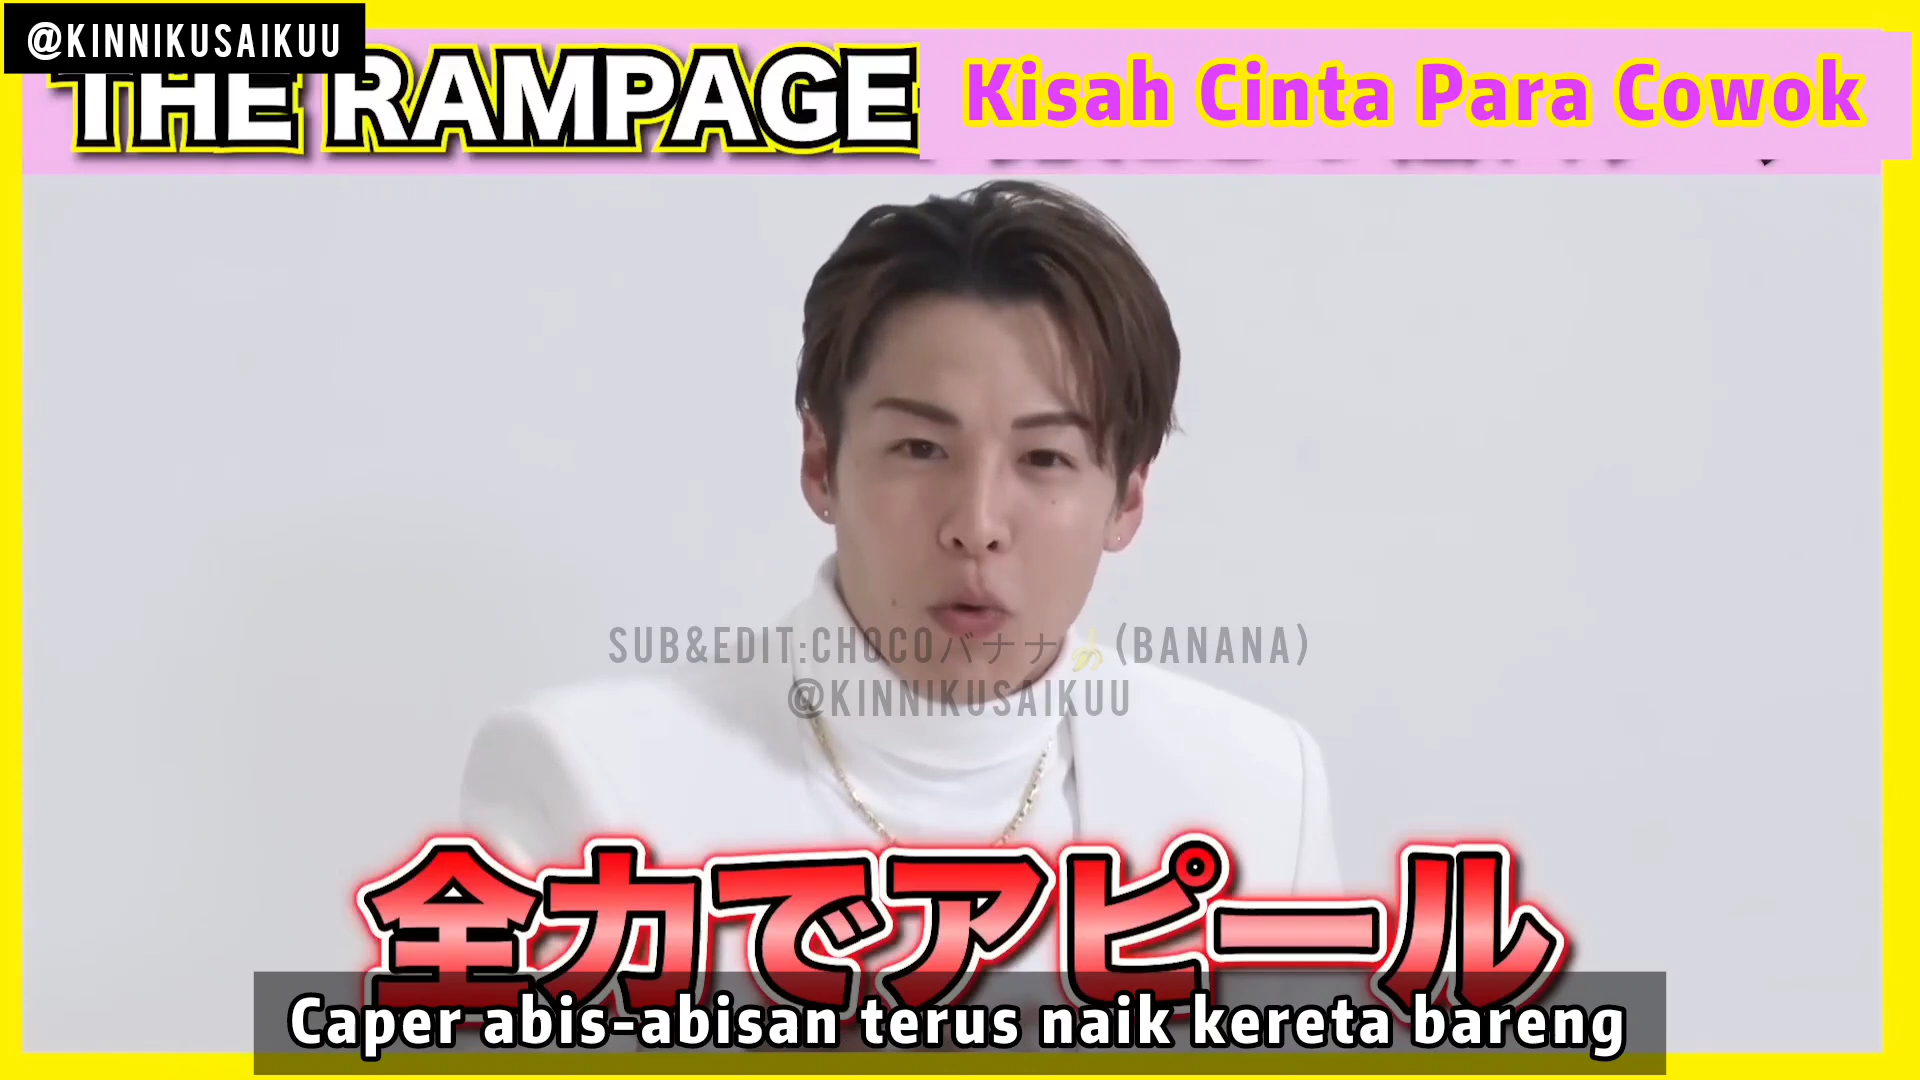 @KINNIKUSAIKUU
THE RAMPAGE
Kisah Cinta Para Cowok
SUB&EDIT:CHOCOバナナ🍌(BANANA)
@KINNIKUSAIKUU
全力でアピール
Caper abis-abisan terus naik kereta bareng